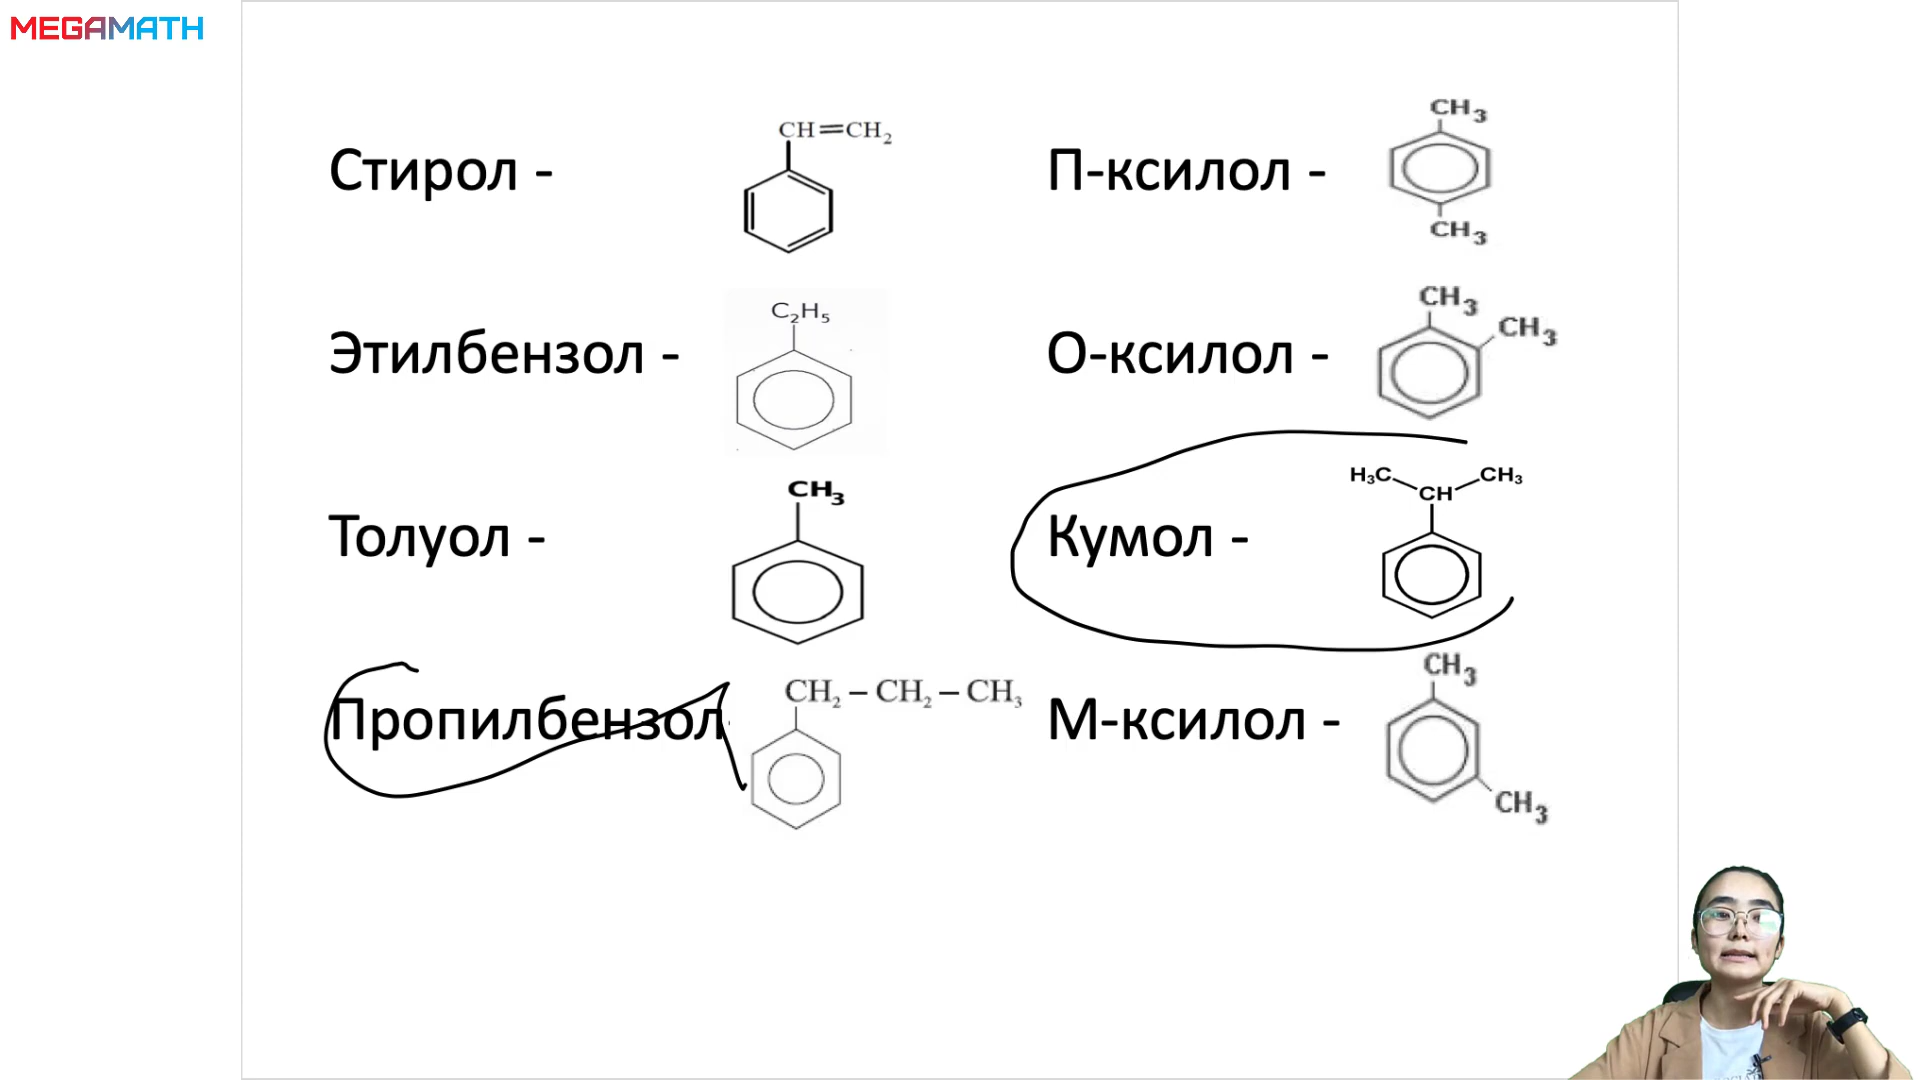 MEGAMATH
Стирол -
CH=CH₂
Этилбензол -
C₂H₅
Толуол -
CH₃
Пропилбензол-
CH₂–CH₂–CH₃
П-ксилол -
CH₃
CH₃
О-ксилол -
CH₃
CH₃
Кумол -
H₃C CH₃
CH
М-ксилол -
CH₃
CH₃